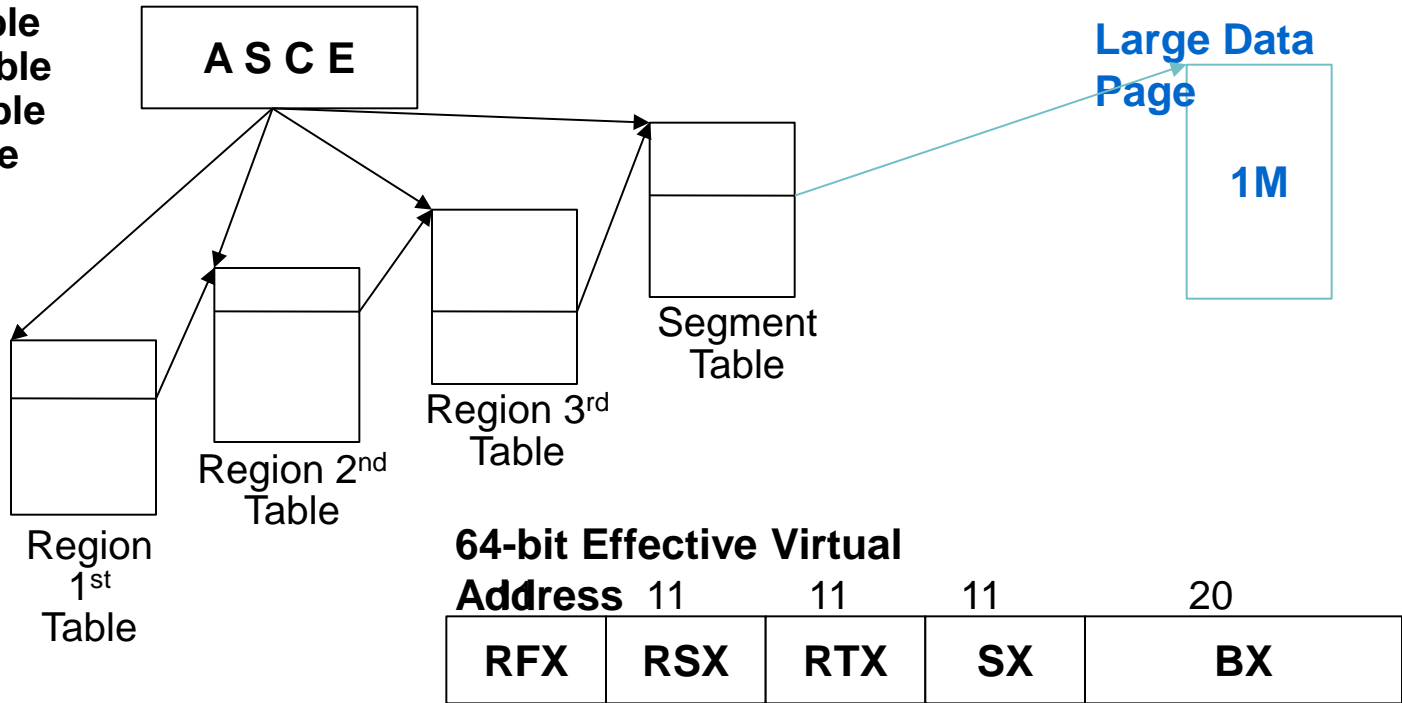 A S C E
Large Data
Page
1M
Segment
Table
Region 3rd
Table
Region 2nd
Table
Region
1st
Table
64-bit Effective Virtual
Address
11 11 11 11 20
RFX RSX RTX SX BX